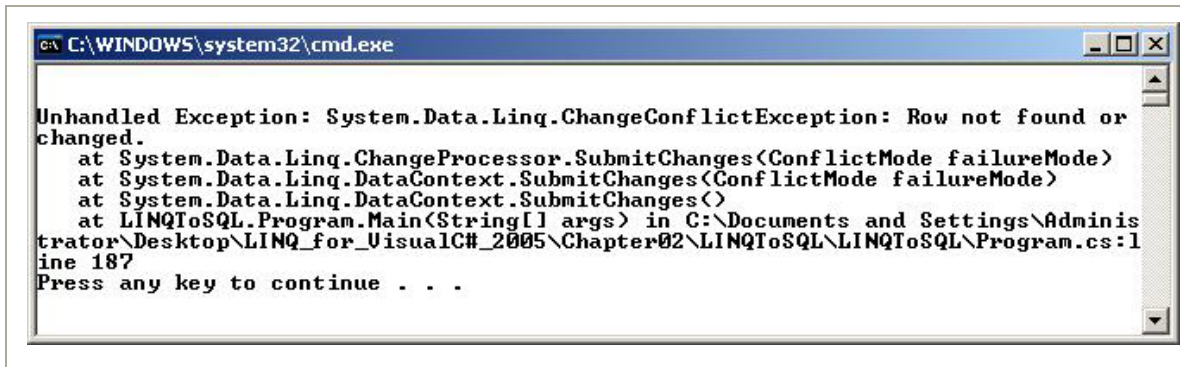 C:\WINDOWS\system32\cmd.exe
Unhandled Exception: System.Data.Linq.ChangeConflictException: Row not found or
changed.
   at System.Data.Linq.ChangeProcessor.SubmitChanges(ConflictMode failureMode)
   at System.Data.Linq.DataContext.SubmitChanges(ConflictMode failureMode)
   at System.Data.Linq.DataContext.SubmitChanges()
   at LINQToSQL.Program.Main(String[] args) in C:\Documents and Settings\Adminis
trator\Desktop\LINQ_for_VisualC#_2005\Chapter02\LINQToSQL\LINQToSQL\Program.cs:l
ine 187
Press any key to continue . . .